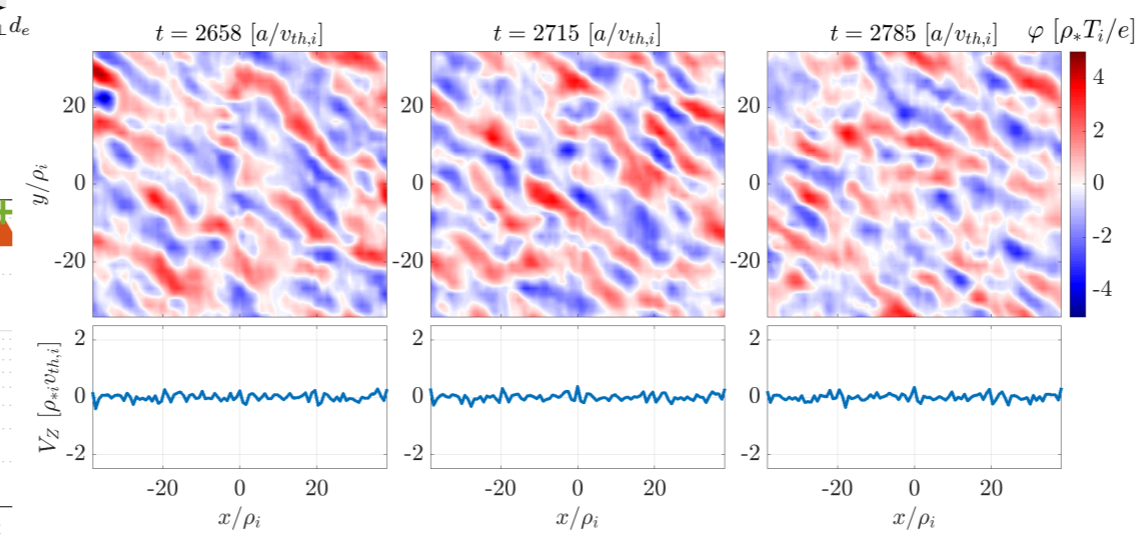 ⊥dₑ
t = 2658 [a/v_{th,i}] t = 2715 [a/v_{th,i}] t = 2785 [a/v_{th,i}] φ [ρ_*T_i/e]
y/ρ_i
20 0 -20
20 0 -20
20 0 -20
4 2 0 -2 -4
V_Z [ρ_{*i}v_{th,i}]
2 0 -2
2 0 -2
2 0 -2
-20 0 20 -20 0 20 -20 0 20
x/ρ_i x/ρ_i x/ρ_i